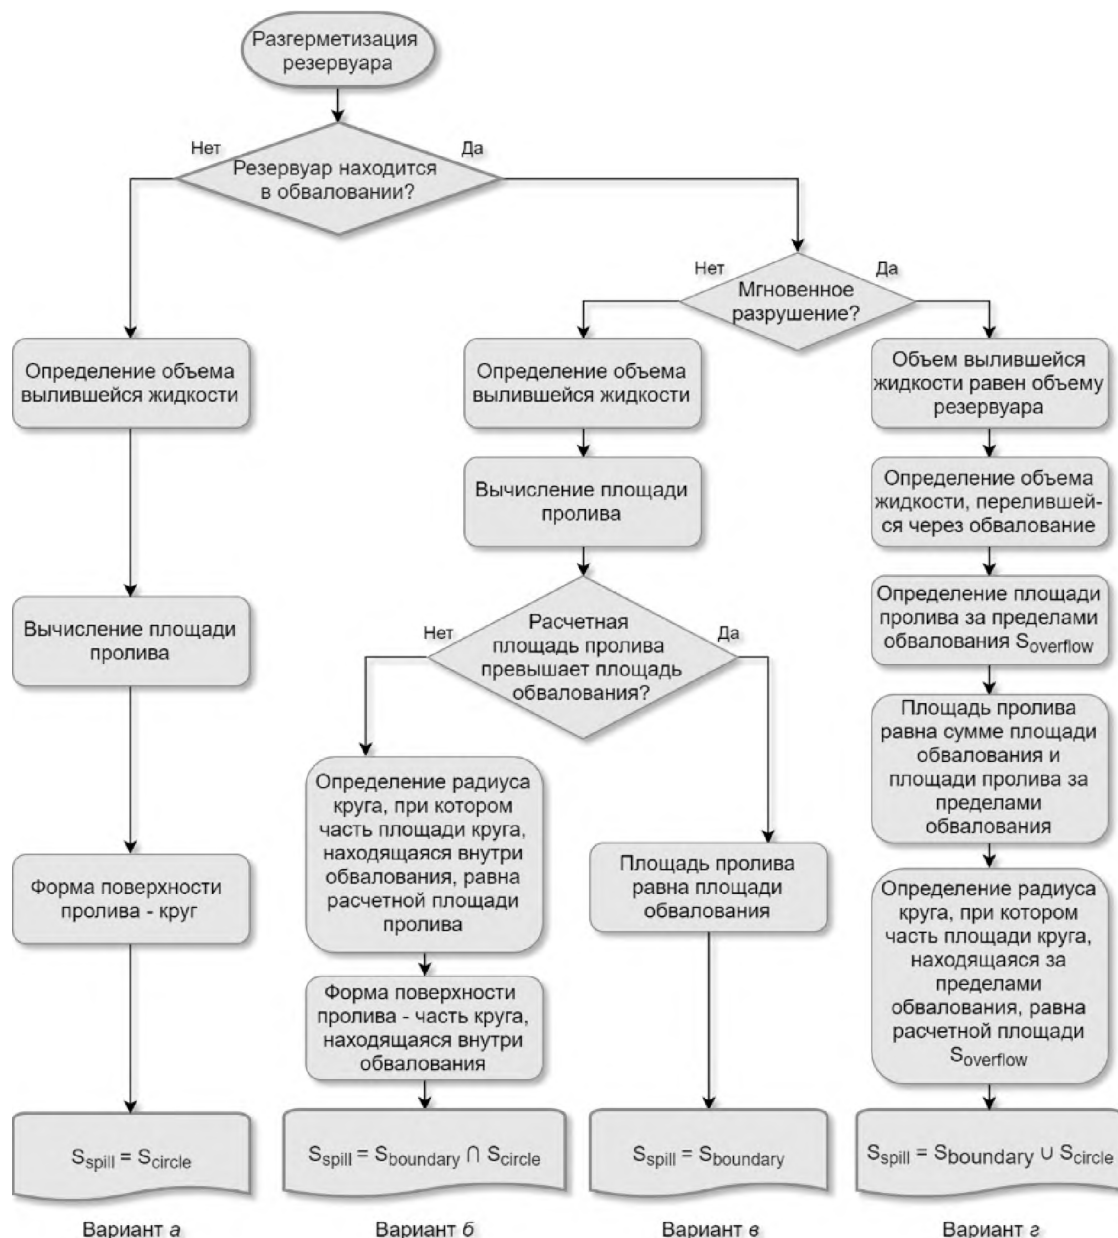 Разгерметизация
резервуара
Нет
Да
Резервуар находится
в обваловании?
Нет
Да
Мгновенное
разрушение?
Определение объема
вылившейся жидкости
Определение объема
вылившейся жидкости
Объем вылившейся
жидкости равен объему
резервуара
Вычисление площади
пролива
Определение объема
жидкости, перелившей-
ся через обвалование
Вычисление площади
пролива
Нет
Да
Расчетная
площадь пролива
превышает площадь
обвалования?
Определение площади
пролива за пределами
обвалования Soverflow
Площадь пролива
равна сумме площади
обвалования и
площади пролива за
пределами
обвалования
Определение радиуса
круга, при котором
часть площади круга,
находящаяся внутри
обвалования, равна
расчетной площади
пролива
Форма поверхности
пролива - круг
Площадь пролива
равна площади
обвалования
Определение радиуса
круга, при котором
часть площади круга,
находящаяся за
пределами
обвалования, равна
расчетной площади
Soverflow
Форма поверхности
пролива - часть круга,
находящаяся внутри
обвалования
Sspill = Scircle
Sspill = Sboundary ∩ Scircle
Sspill = Sboundary
Sspill = Sboundary ∪ Scircle
Вариант а
Вариант б
Вариант в
Вариант г